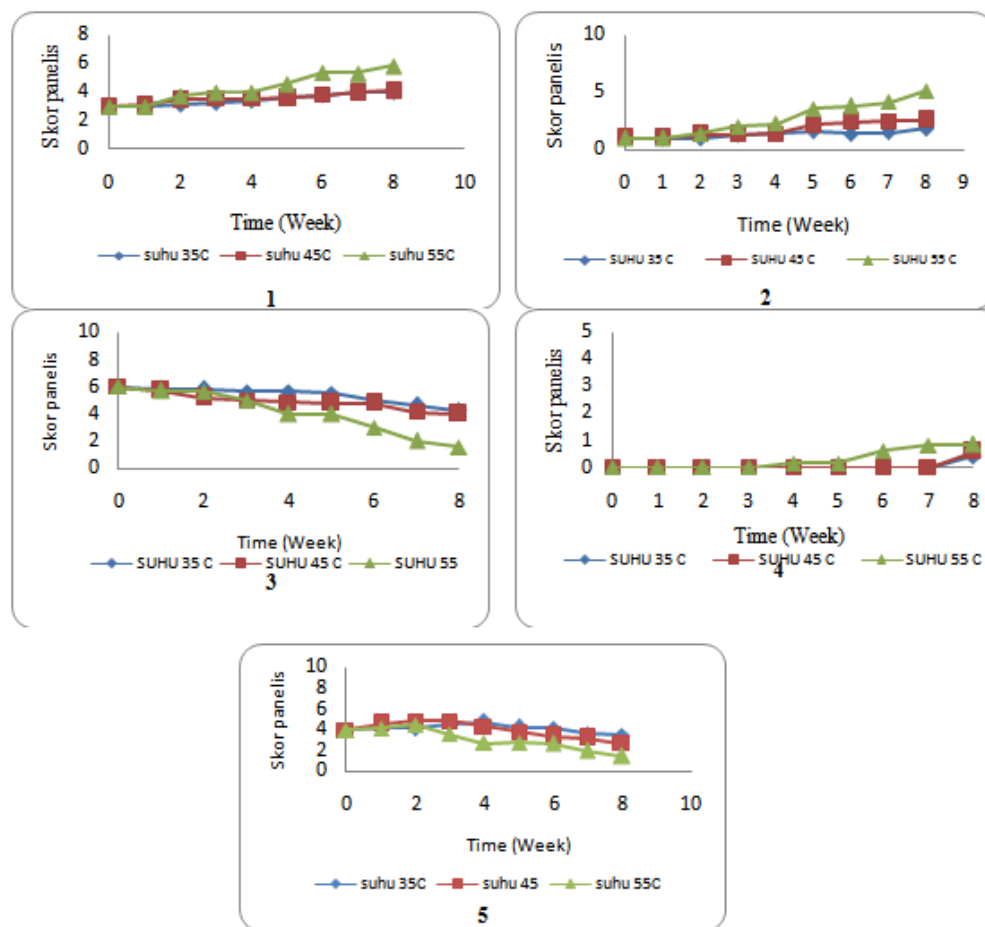 Skor panelis
8
6
4
2
0
0 2 4 6 8 10
Time (Week)
suhu 35C suhu 45C suhu 55C
1
Skor panelis
10
5
0
0 1 2 3 4 5 6 7 8 9
Time (Week)
SUHU 35 C SUHU 45 C SUHU 55 C
2
Skor panelis
10
8
6
4
2
0
0 2 4 6 8
Time (Week)
SUHU 35 C SUHU 45 C SUHU 55
3
Skor panelis
5
4
3
2
1
0
0 1 2 3 4 5 6 7 8
Time (Week)
SUHU 35 C SUHU 45 C SUHU 55 C
4
Skor panelis
10
8
6
4
2
0
0 2 4 6 8 10
Time (Week)
suhu 35C suhu 45 suhu 55C
5